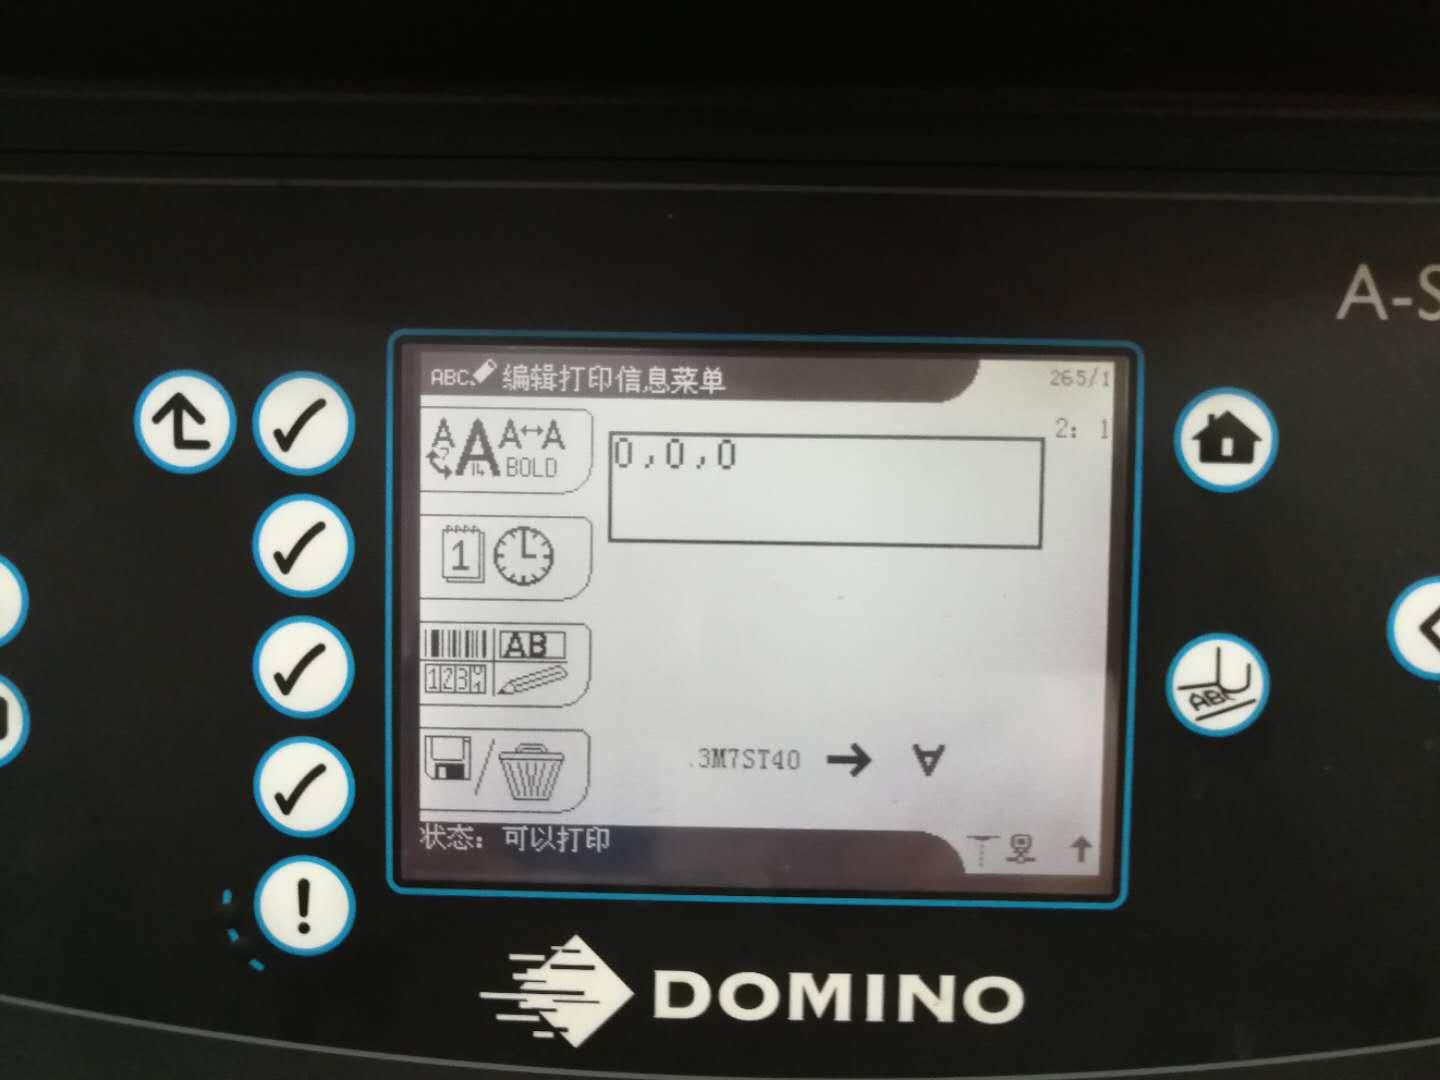 A-S
ABC 编辑打印信息菜单
265/1
2: 1
A A A↔A
? 14 BOLD
0,0,0
1
AB
123
.3M7ST40 → ∀
状态: 可以打印
ABC
DOMINO